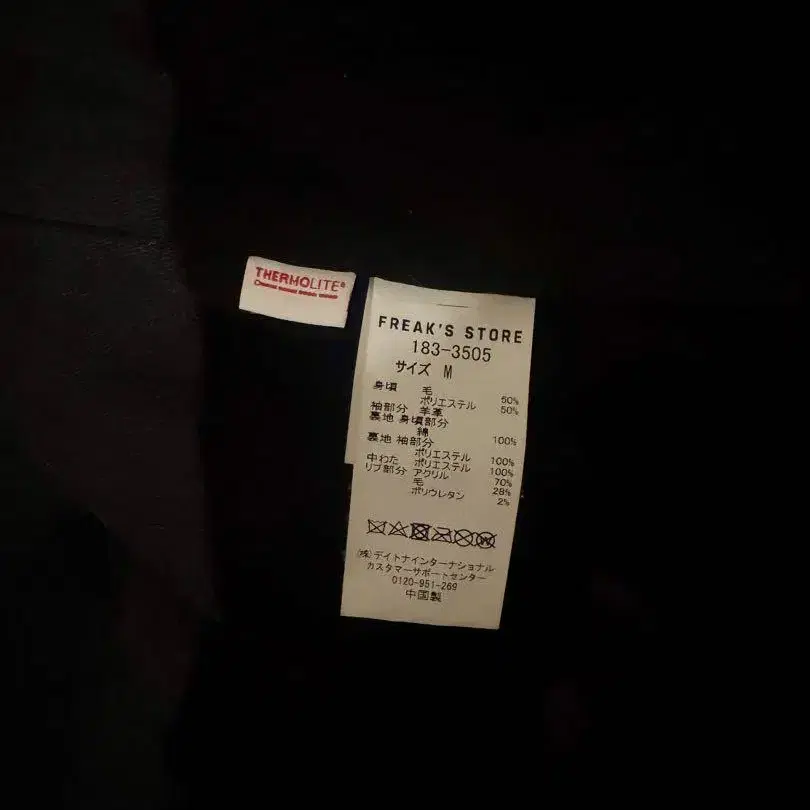 THERMOLITE®
FREAK'S STORE
183-3505
サイズ M
身頃 毛 50%
ポリエステル 50%
袖部分 羊革
裏地 身頃部分
綿 100%
裏地 袖部分
ポリエステル 100%
中わた ポリエステル 100%
リブ部分 アクリル 70%
毛 28%
ポリウレタン 2%
W
(株)デイトナインターナショナル
カスタマーサポートセンター
0120-951-269
中国製